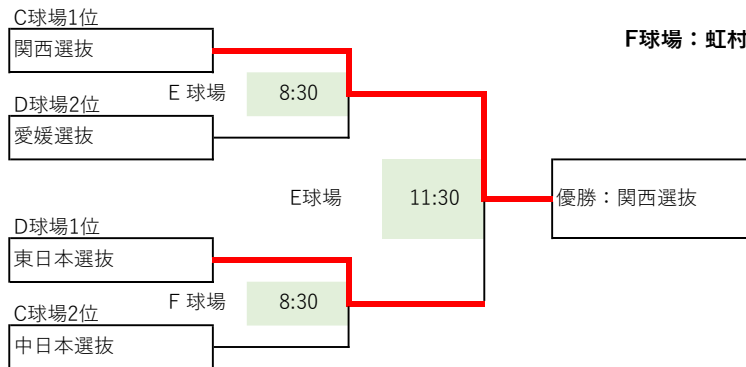 C球場1位
関西選抜
F球場：虹村
E 球場 8:30
D球場2位
愛媛選抜
E球場 11:30
優勝：関西選抜
D球場1位
東日本選抜
F 球場 8:30
C球場2位
中日本選抜